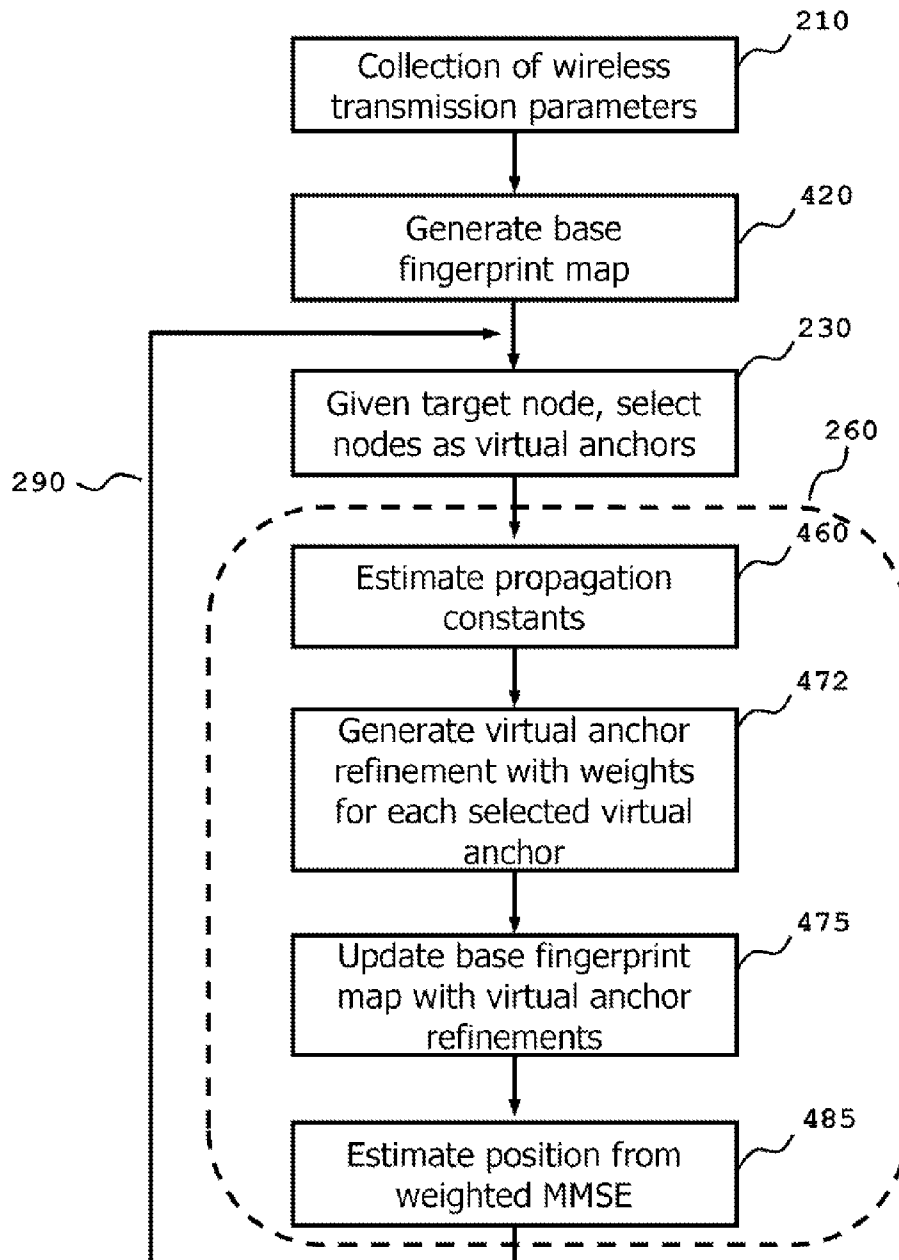 210
Collection of wireless
transmission parameters
420
Generate base
fingerprint map
230
Given target node, select
nodes as virtual anchors
260
290
460
Estimate propagation
constants
472
Generate virtual anchor
refinement with weights
for each selected virtual
anchor
475
Update base fingerprint
map with virtual anchor
refinements
485
Estimate position from
weighted MMSE